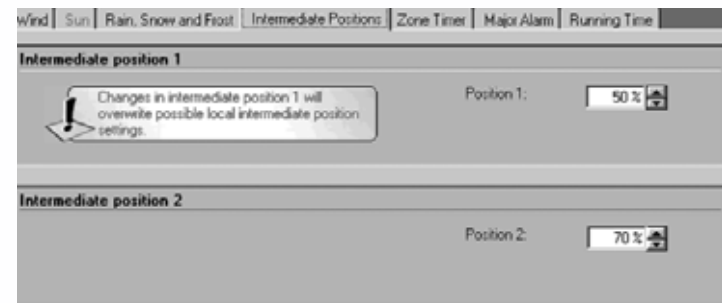 Wind Sun Rain, Snow and Frost Intermediate Positions Zone Timer Major Alarm Running Time
Intermediate position 1
Changes in intermediate position 1 will
overwrite possible local intermediate position
settings.
Position 1: 50 %
Intermediate position 2
Position 2: 70 %